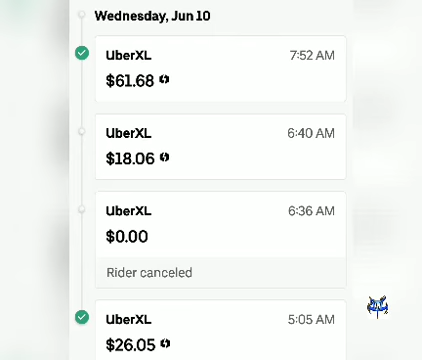 Wednesday, Jun 10
UberXL 7:52 AM
$61.68
UberXL 6:40 AM
$18.06
UberXL 6:36 AM
$0.00
Rider canceled
UberXL 5:05 AM
$26.05